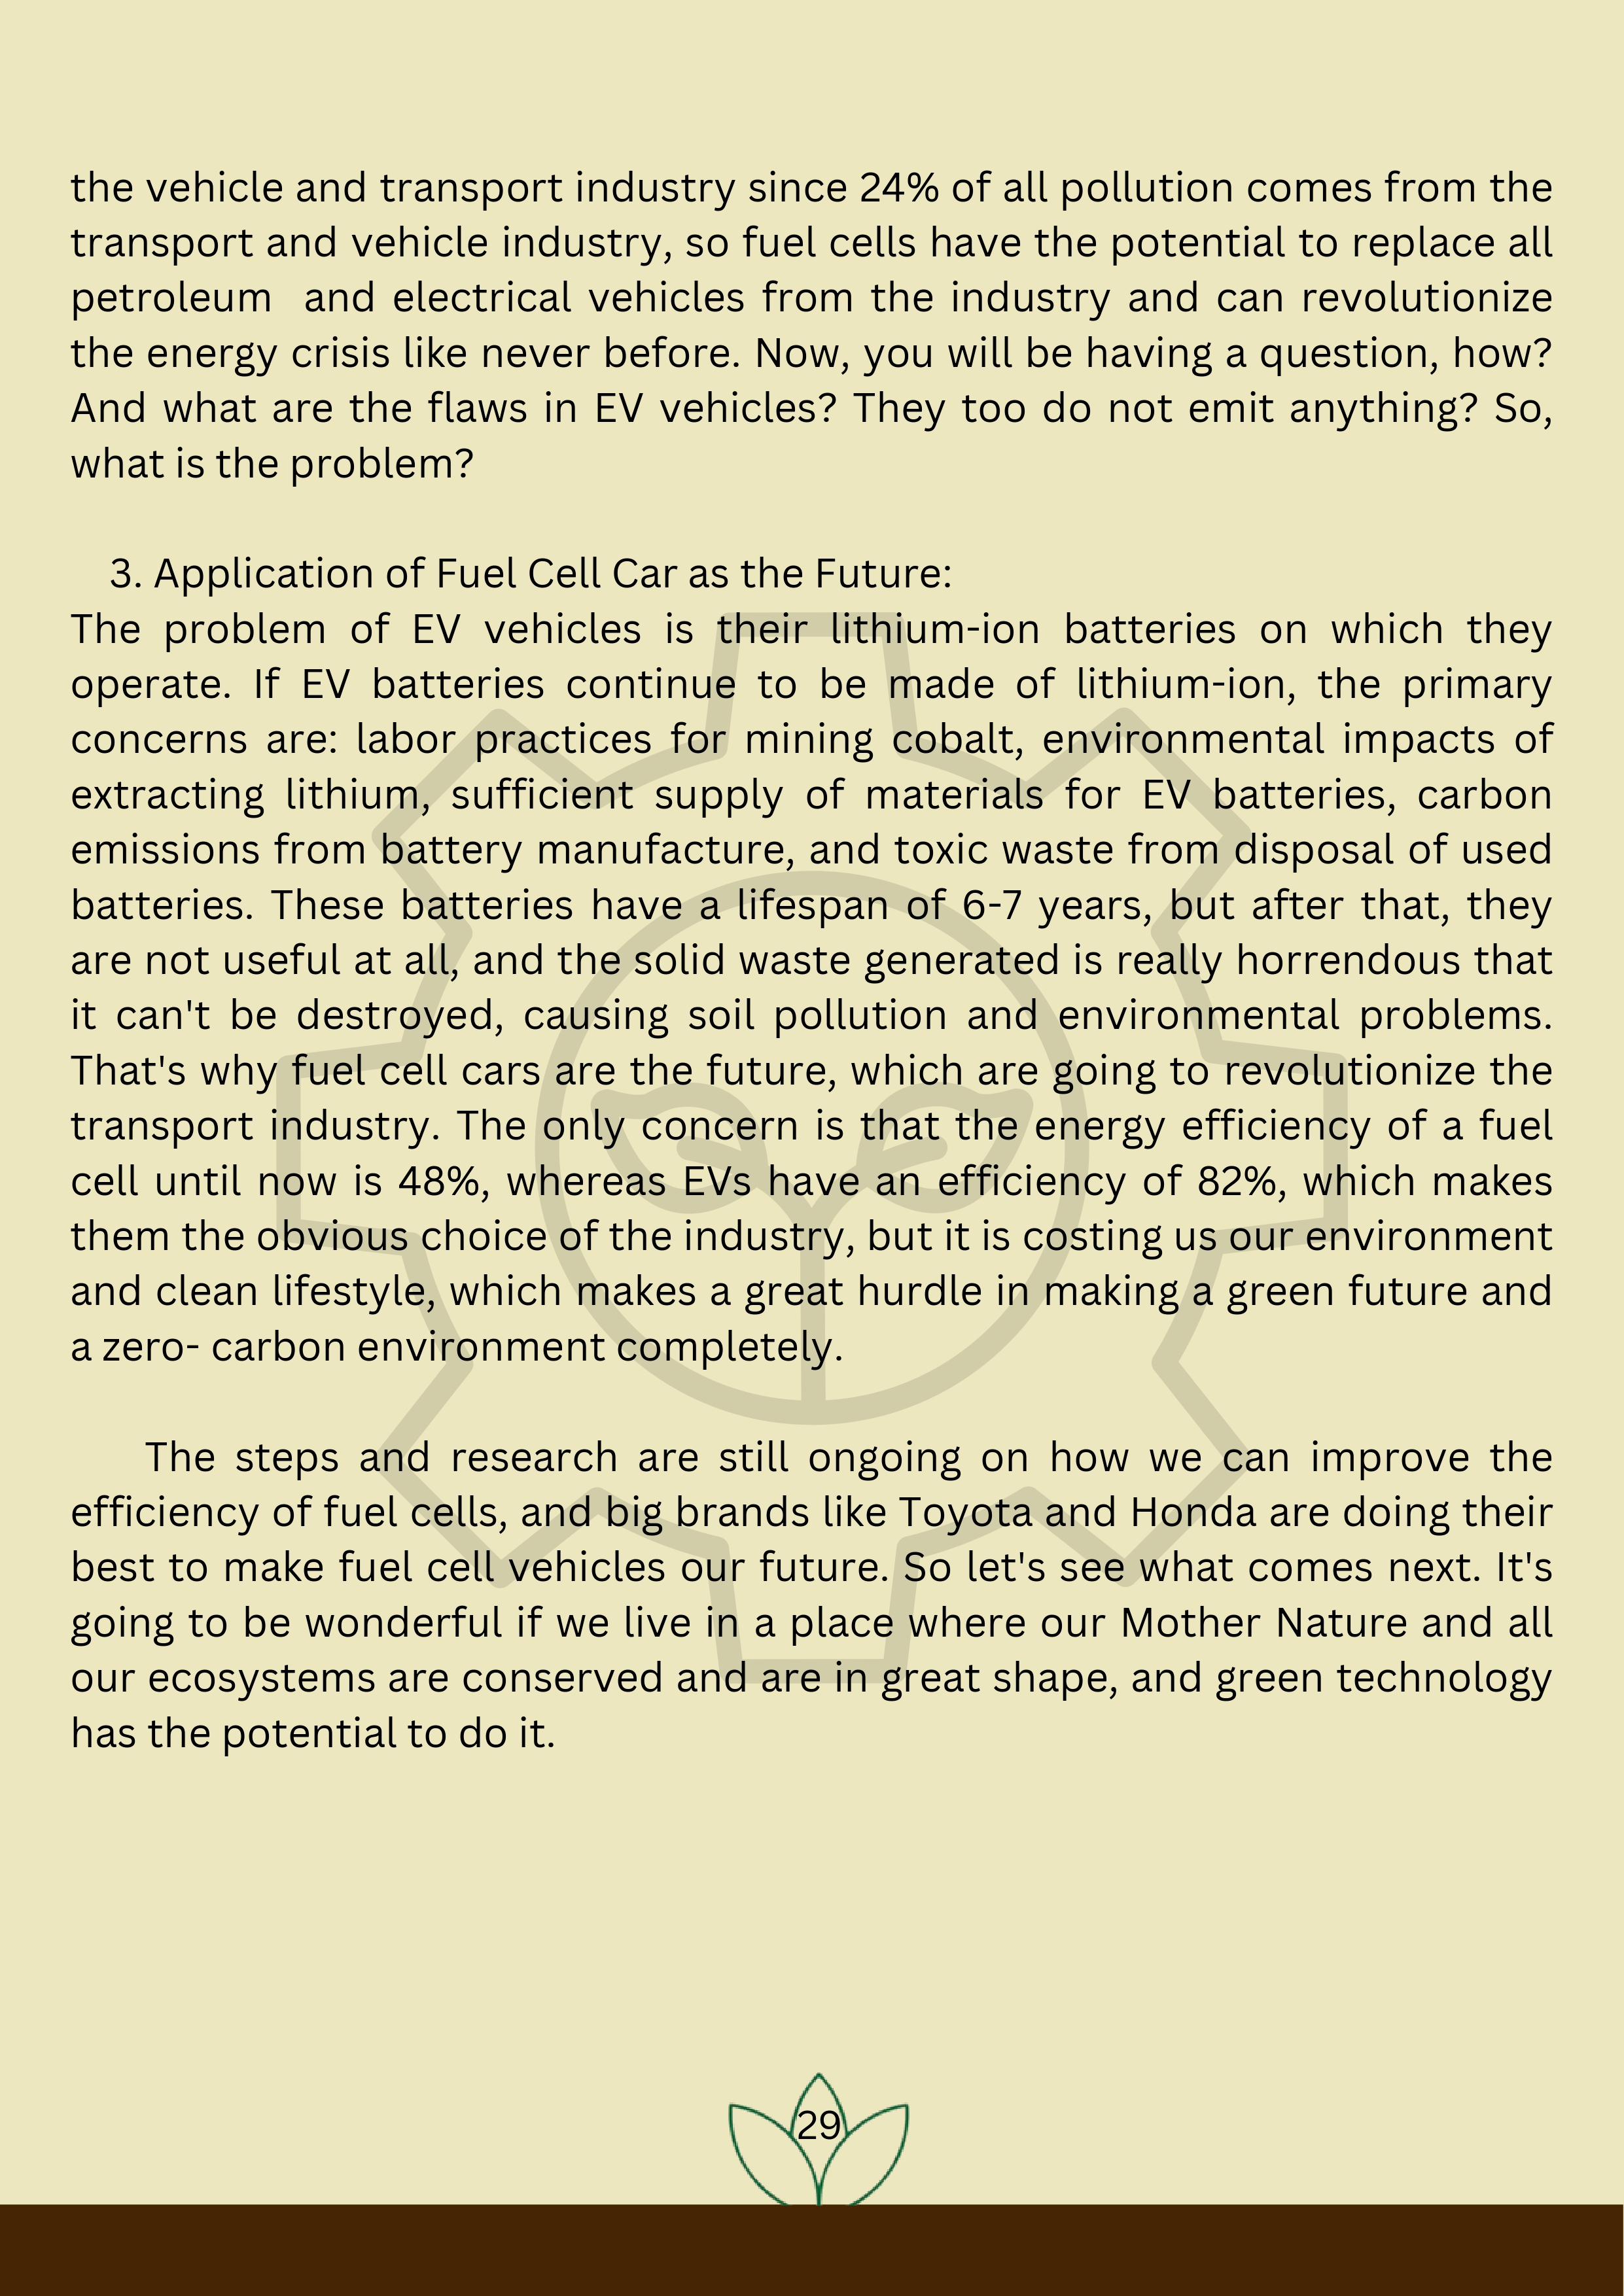 the vehicle and transport industry since 24% of all pollution comes from the
transport and vehicle industry, so fuel cells have the potential to replace all
petroleum  and electrical vehicles from the industry and can revolutionize
the energy crisis like never before. Now, you will be having a question, how?
And what are the flaws in EV vehicles? They too do not emit anything? So,
what is the problem?
3. Application of Fuel Cell Car as the Future:
The problem of EV vehicles is their lithium-ion batteries on which they
operate. If EV batteries continue to be made of lithium-ion, the primary
concerns are: labor practices for mining cobalt, environmental impacts of
extracting lithium, sufficient supply of materials for EV batteries, carbon
emissions from battery manufacture, and toxic waste from disposal of used
batteries. These batteries have a lifespan of 6-7 years, but after that, they
are not useful at all, and the solid waste generated is really horrendous that
it can't be destroyed, causing soil pollution and environmental problems.
That's why fuel cell cars are the future, which are going to revolutionize the
transport industry. The only concern is that the energy efficiency of a fuel
cell until now is 48%, whereas EVs have an efficiency of 82%, which makes
them the obvious choice of the industry, but it is costing us our environment
and clean lifestyle, which makes a great hurdle in making a green future and
a zero- carbon environment completely.
The steps and research are still ongoing on how we can improve the
efficiency of fuel cells, and big brands like Toyota and Honda are doing their
best to make fuel cell vehicles our future. So let's see what comes next. It's
going to be wonderful if we live in a place where our Mother Nature and all
our ecosystems are conserved and are in great shape, and green technology
has the potential to do it.
29